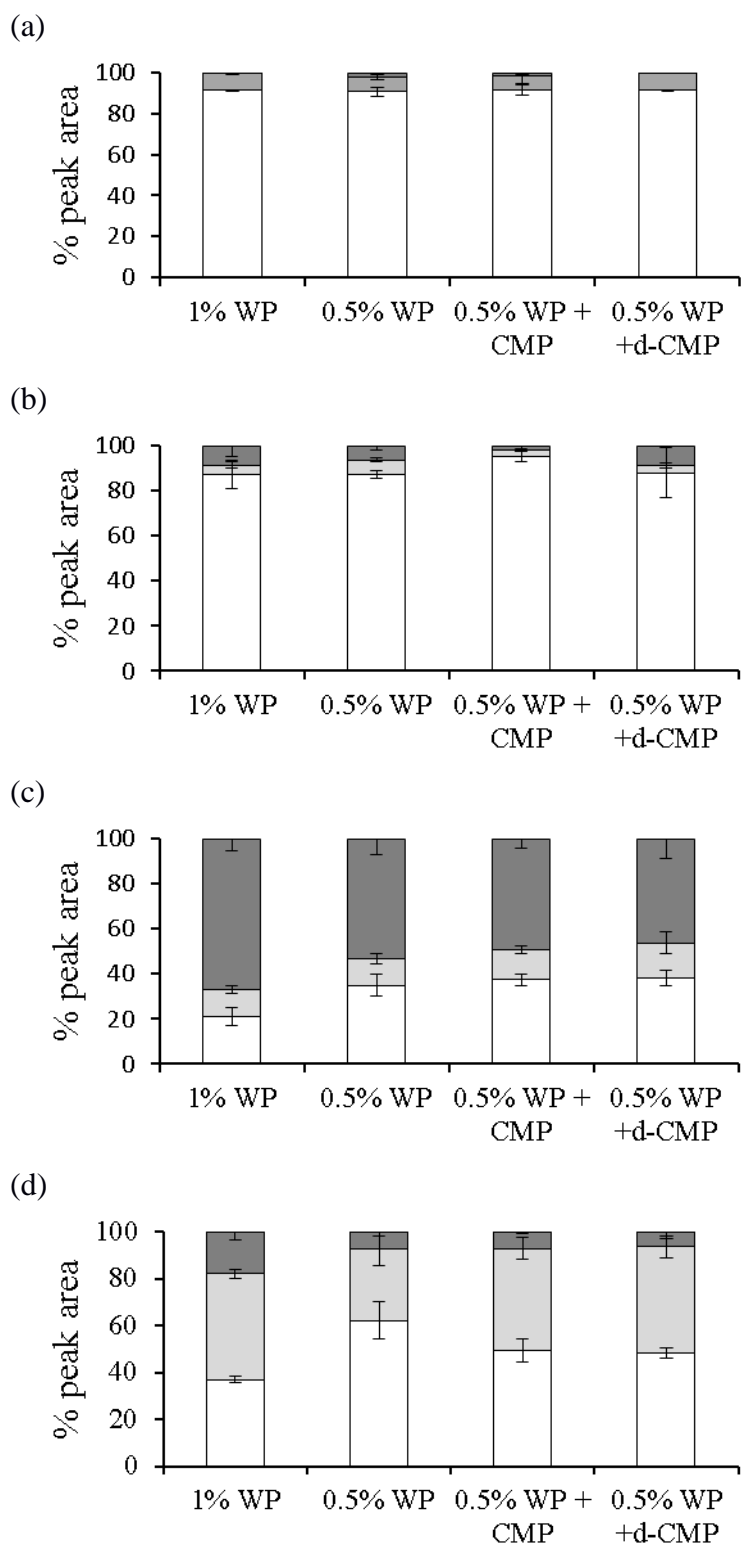 (a)
% peak area
100
80
60
40
20
0
1% WP
0.5% WP
0.5% WP +
CMP
0.5% WP
+d-CMP
(b)
% peak area
100
80
60
40
20
0
1% WP
0.5% WP
0.5% WP +
CMP
0.5% WP
+d-CMP
(c)
% peak area
100
80
60
40
20
0
1% WP
0.5% WP
0.5% WP +
CMP
0.5% WP
+d-CMP
(d)
% peak area
100
80
60
40
20
0
1% WP
0.5% WP
0.5% WP +
CMP
0.5% WP
+d-CMP